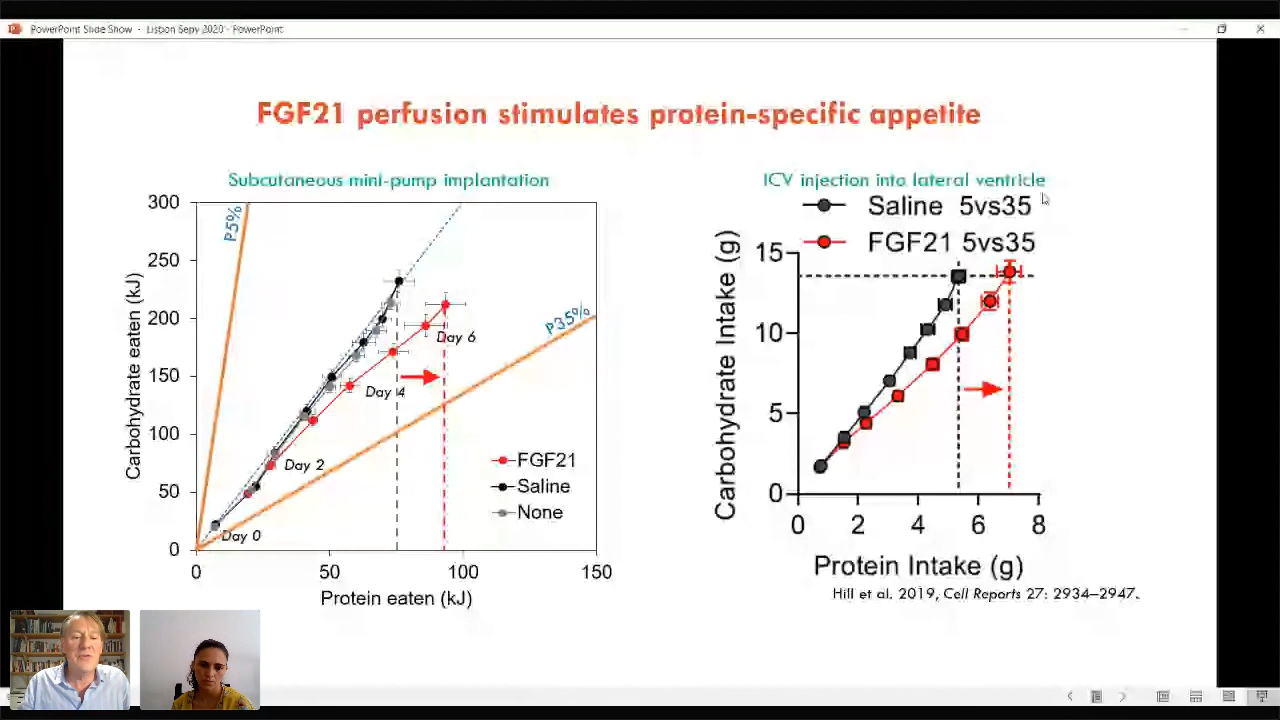 PowerPoint Slide Show - Lisbon Sepy 2020 - PowerPoint
FGF21 perfusion stimulates protein-specific appetite
Subcutaneous mini-pump implantation
300
250
200
150
100
50
0
0
50
100
150
Carbohydrate eaten (kJ)
Protein eaten (kJ)
P5%
P35%
Day 0
Day 2
Day 4
Day 6
FGF21
Saline
None
ICV injection into lateral ventricle
Saline 5vs35
FGF21 5vs35
15
10
5
0
0
2
4
6
8
Carbohydrate Intake (g)
Protein Intake (g)
Hill et al. 2019, Cell Reports 27: 2934–2947.